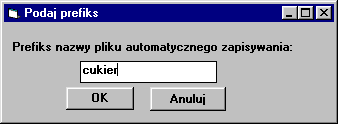 Podaj prefiks
Prefiks nazwy pliku automatycznego zapisywania:
cukier
OK Anuluj